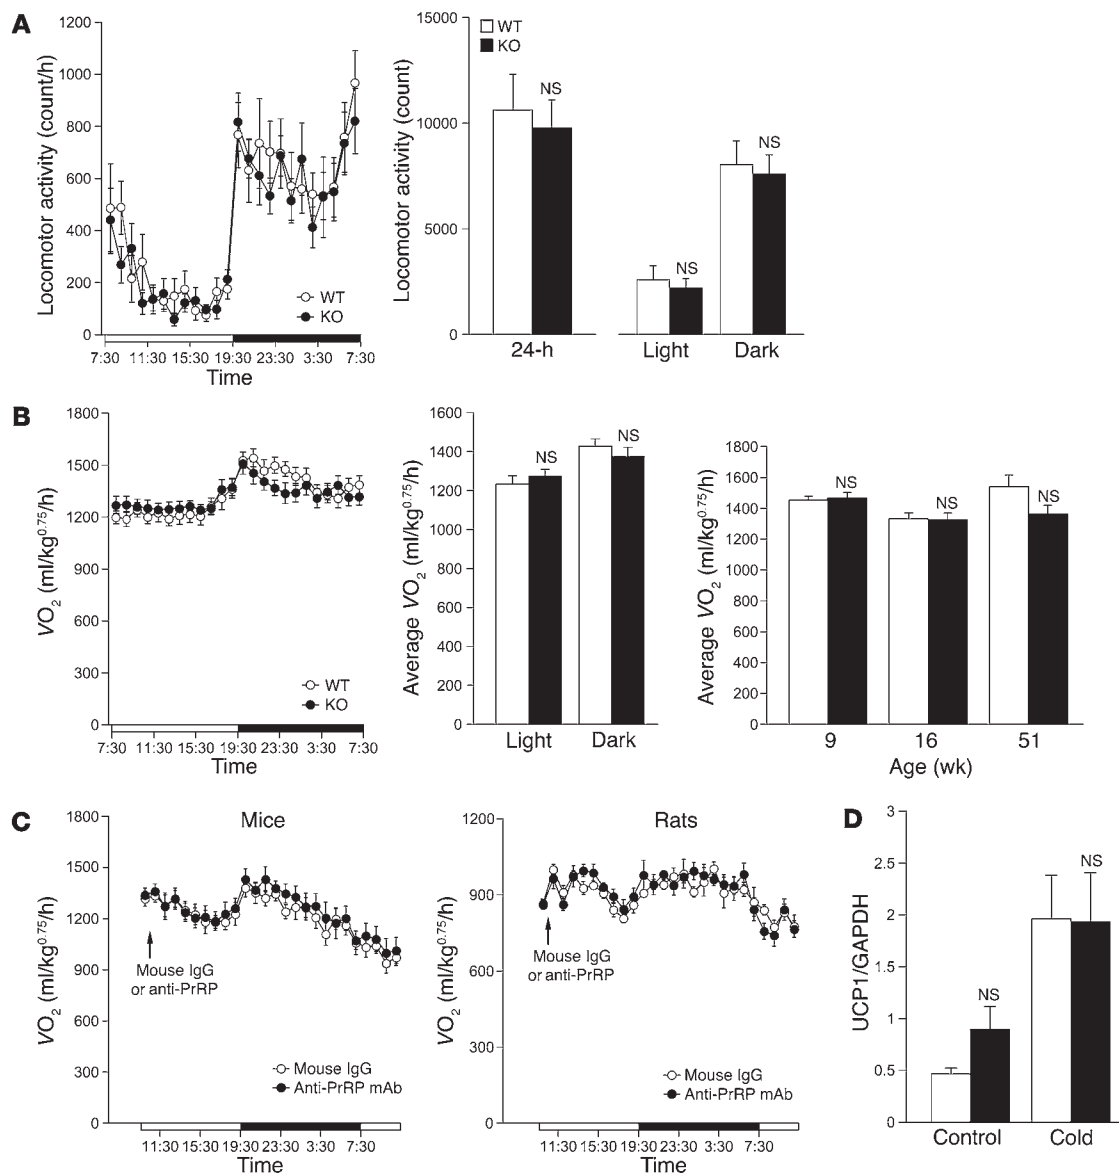 A
Locomotor activity (count/h)
1200
1000
800
600
400
200
0
WT
KO
7:30 11:30 15:30 19:30 23:30 3:30 7:30
Time
Locomotor activity (count)
15000
10000
5000
0
WT
KO
NS
NS
NS
24-h
Light Dark
B
VO2 (ml/kg0.75/h)
1800
1500
1200
900
600
300
0
WT
KO
7:30 11:30 15:30 19:30 23:30 3:30 7:30
Time
Average VO2 (ml/kg0.75/h)
1600
1400
1200
1000
800
600
400
200
0
NS
NS
Light Dark
Average VO2 (ml/kg0.75/h)
1800
1600
1400
1200
1000
800
600
400
200
0
NS
NS
NS
9 16 51
Age (wk)
C
Mice
VO2 (ml/kg0.75/h)
1800
1500
1200
900
600
300
0
Mouse IgG
or anti-PrRP
Mouse IgG
Anti-PrRP mAb
11:30 15:30 19:30 23:30 3:30 7:30
Time
Rats
VO2 (ml/kg0.75/h)
1200
900
600
300
0
Mouse IgG
or anti-PrRP
Mouse IgG
Anti-PrRP mAb
11:30 15:30 19:30 23:30 3:30 7:30
Time
D
UCP1/GAPDH
3
2.5
2
1.5
1
0.5
0
NS
NS
Control Cold